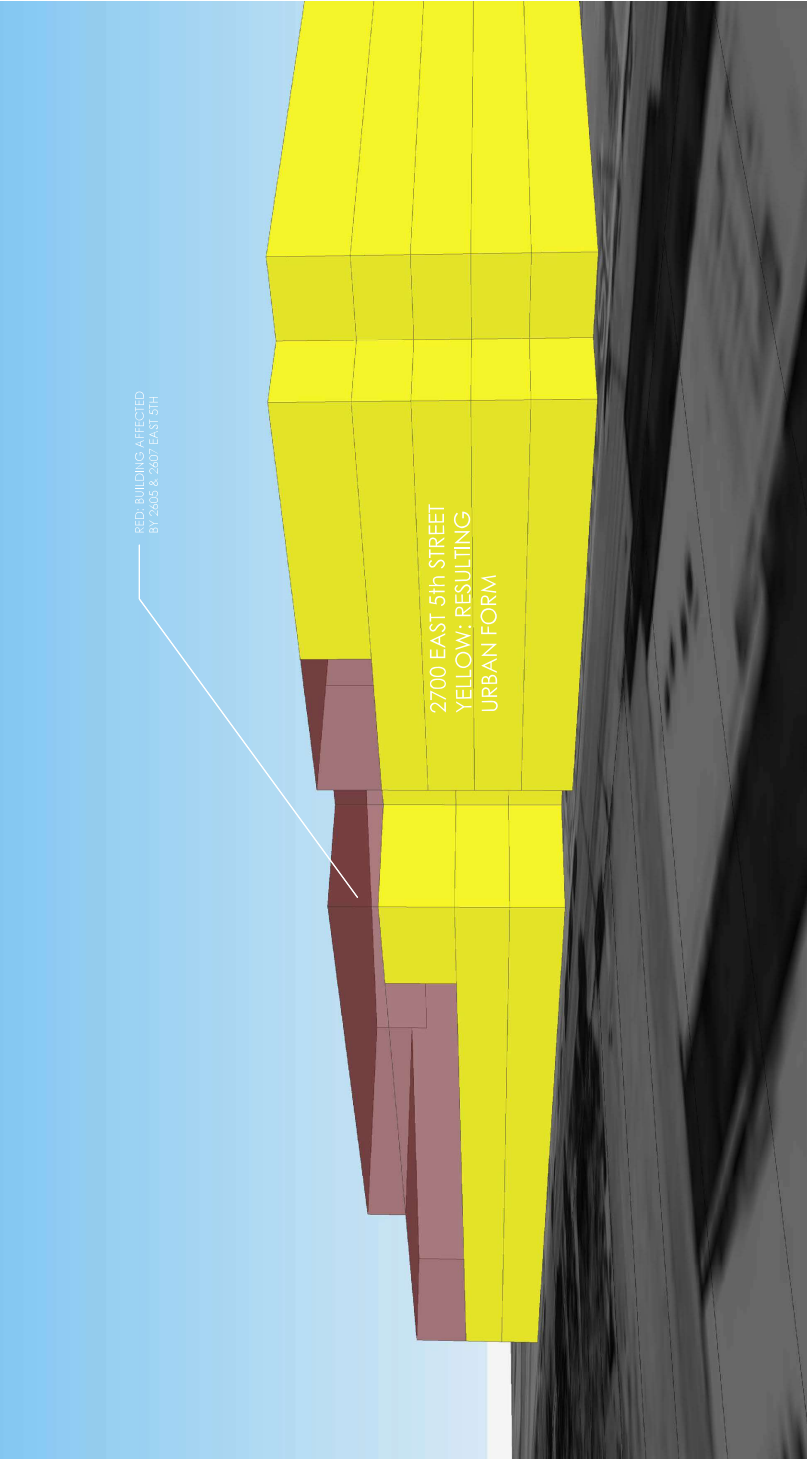 RED: BUILDING AFFECTED
BY 2605 & 2607 EAST 5TH
2700 EAST 5th STREET
YELLOW: RESULTING
URBAN FORM